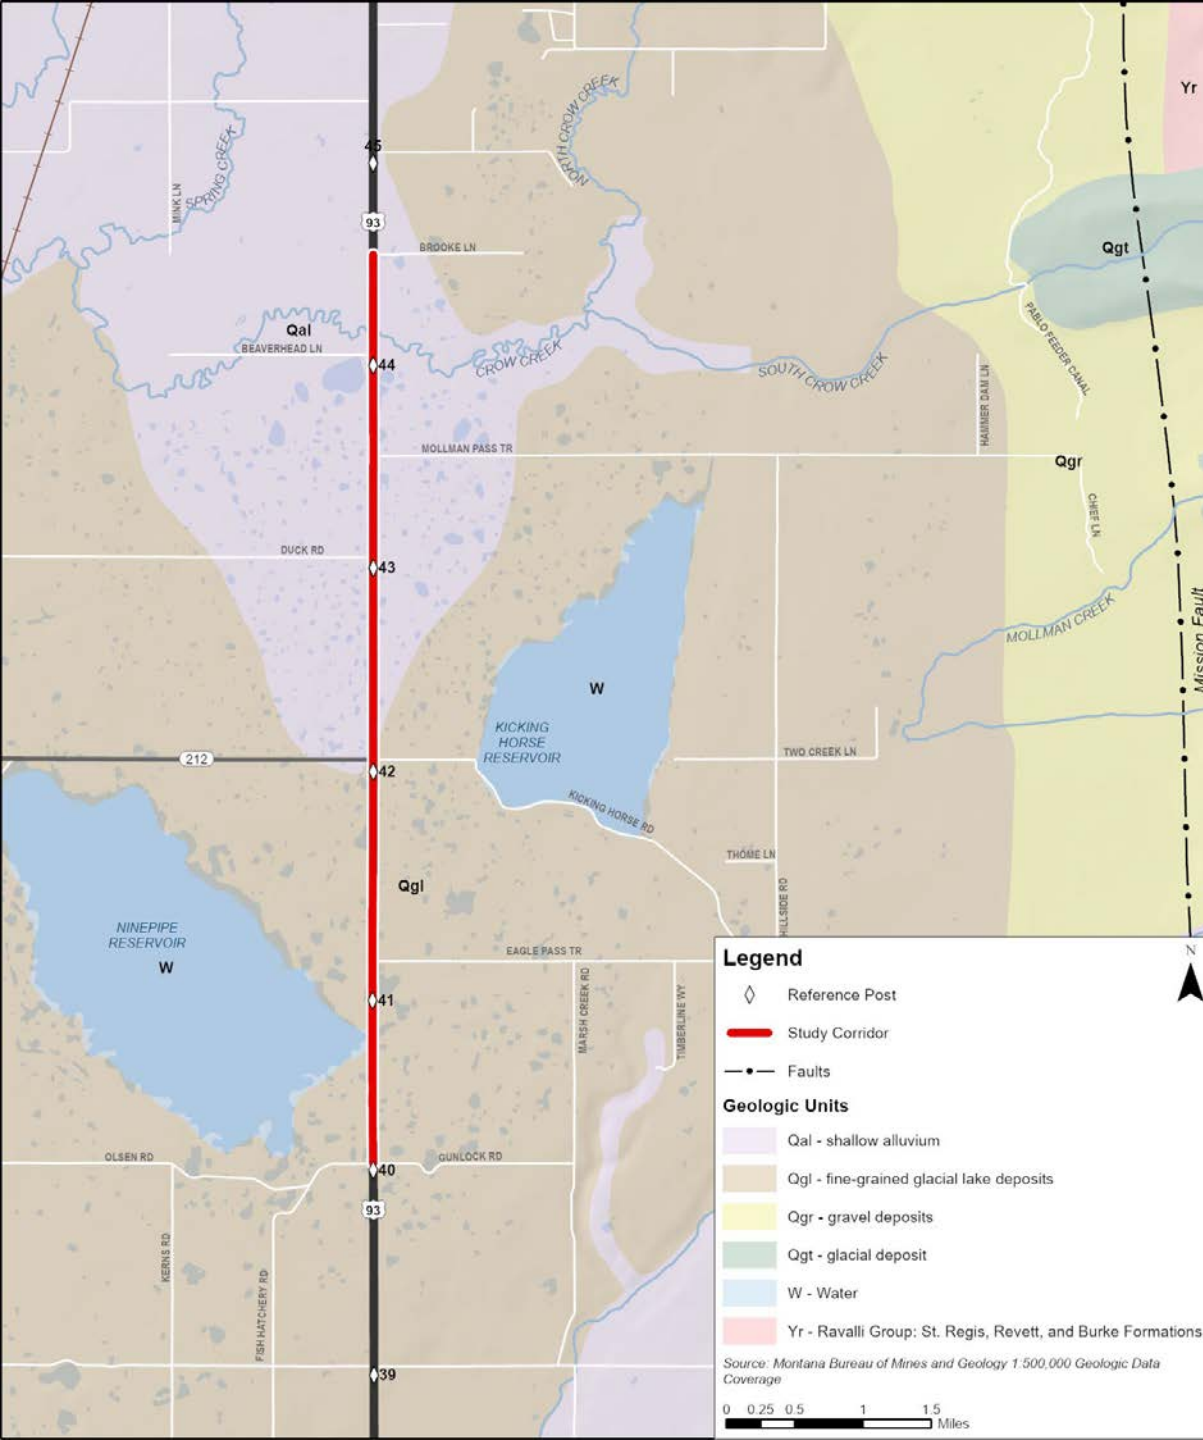 Yr
NORTH CROW CREEK
45
SPRING CREEK
MINK LN
93
BROOKE LN
Qgt
Qal
BEAVERHEAD LN
PABLO FEEDER CANAL
44
CROW CREEK
SOUTH CROW CREEK
HAMMER DAM LN
MOLLMAN PASS TR
Qgr
CHIEF LN
DUCK RD
43
MOLLMAN CREEK
Mission Fault
W
KICKING
HORSE
RESERVOIR
212
TWO CREEK LN
42
KICKING HORSE RD
THOME LN
Qgl
HILLSIDE RD
NINEPIPE
RESERVOIR
W
EAGLE PASS TR
41
MARSH CREEK RD
TIMBERLINE WY
OLSEN RD
GUNLOCK RD
40
93
KERNS RD
FISH HATCHERY RD
39
Legend
N
Reference Post
Study Corridor
Faults
Geologic Units
Qal - shallow alluvium
Qgl - fine-grained glacial lake deposits
Qgr - gravel deposits
Qgt - glacial deposit
W - Water
Yr - Ravalli Group: St. Regis, Revett, and Burke Formations
Source: Montana Bureau of Mines and Geology 1:500,000 Geologic Data
Coverage
0 0.25 0.5 1 1.5
Miles